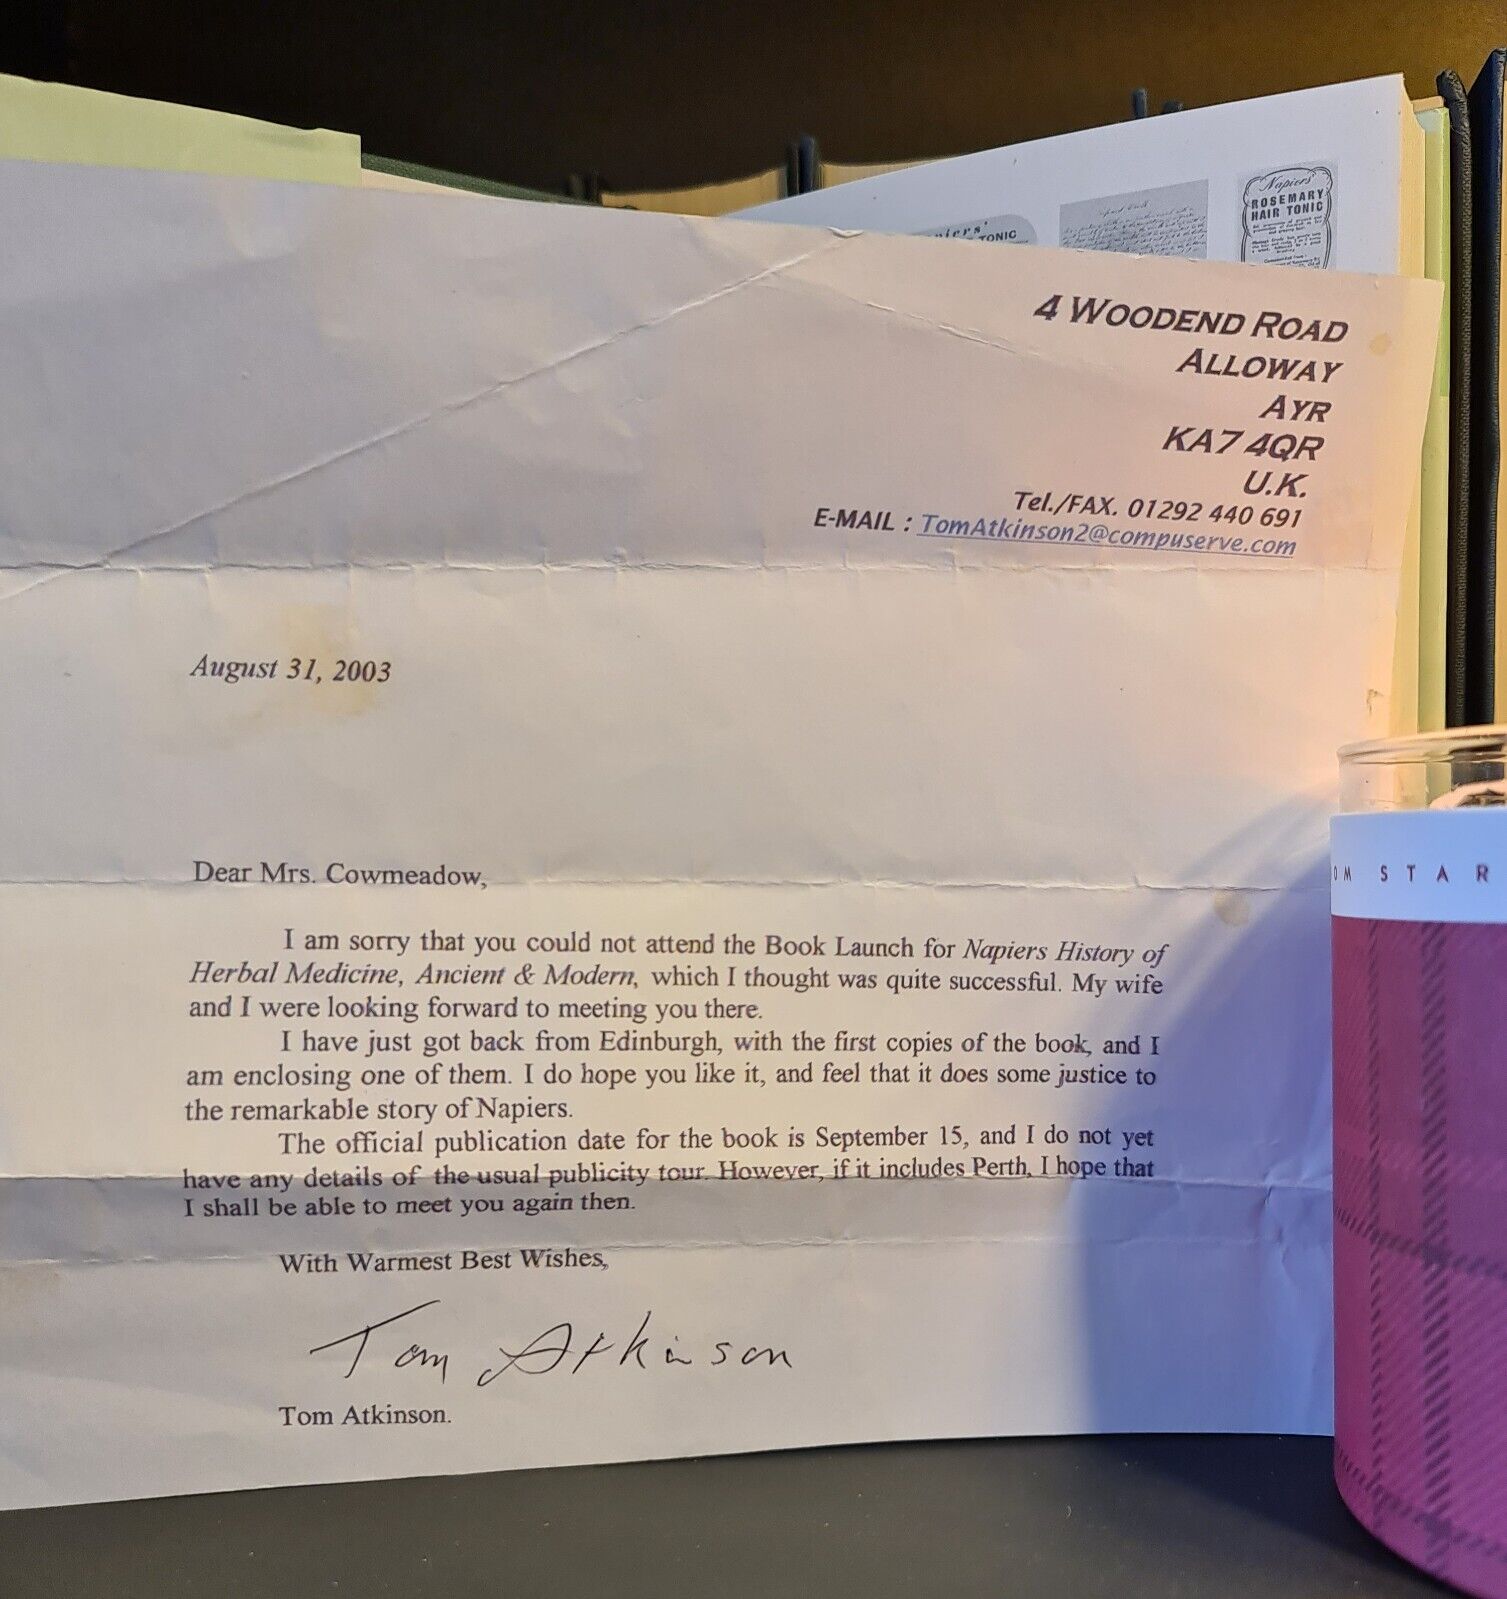 Napiers'
ROSEMARY
HAIR TONIC
TONIC
4 WOODEND ROAD
ALLOWAY
AYR
KA7 4QR
U.K.
Tel./FAX. 01292 440 691
E-MAIL : TomAtkinson2@compuserve.com
August 31, 2003
Dear Mrs. Cowmeadow,
I am sorry that you could not attend the Book Launch for Napiers History of
Herbal Medicine, Ancient & Modern, which I thought was quite successful. My wife
and I were looking forward to meeting you there.
I have just got back from Edinburgh, with the first copies of the book, and I
am enclosing one of them. I do hope you like it, and feel that it does some justice to
the remarkable story of Napiers.
The official publication date for the book is September 15, and I do not yet
have any details of the usual publicity tour. However, if it includes Perth, I hope that
I shall be able to meet you again then.
With Warmest Best Wishes,
Tom Atkinson
Tom Atkinson.
OM STAR